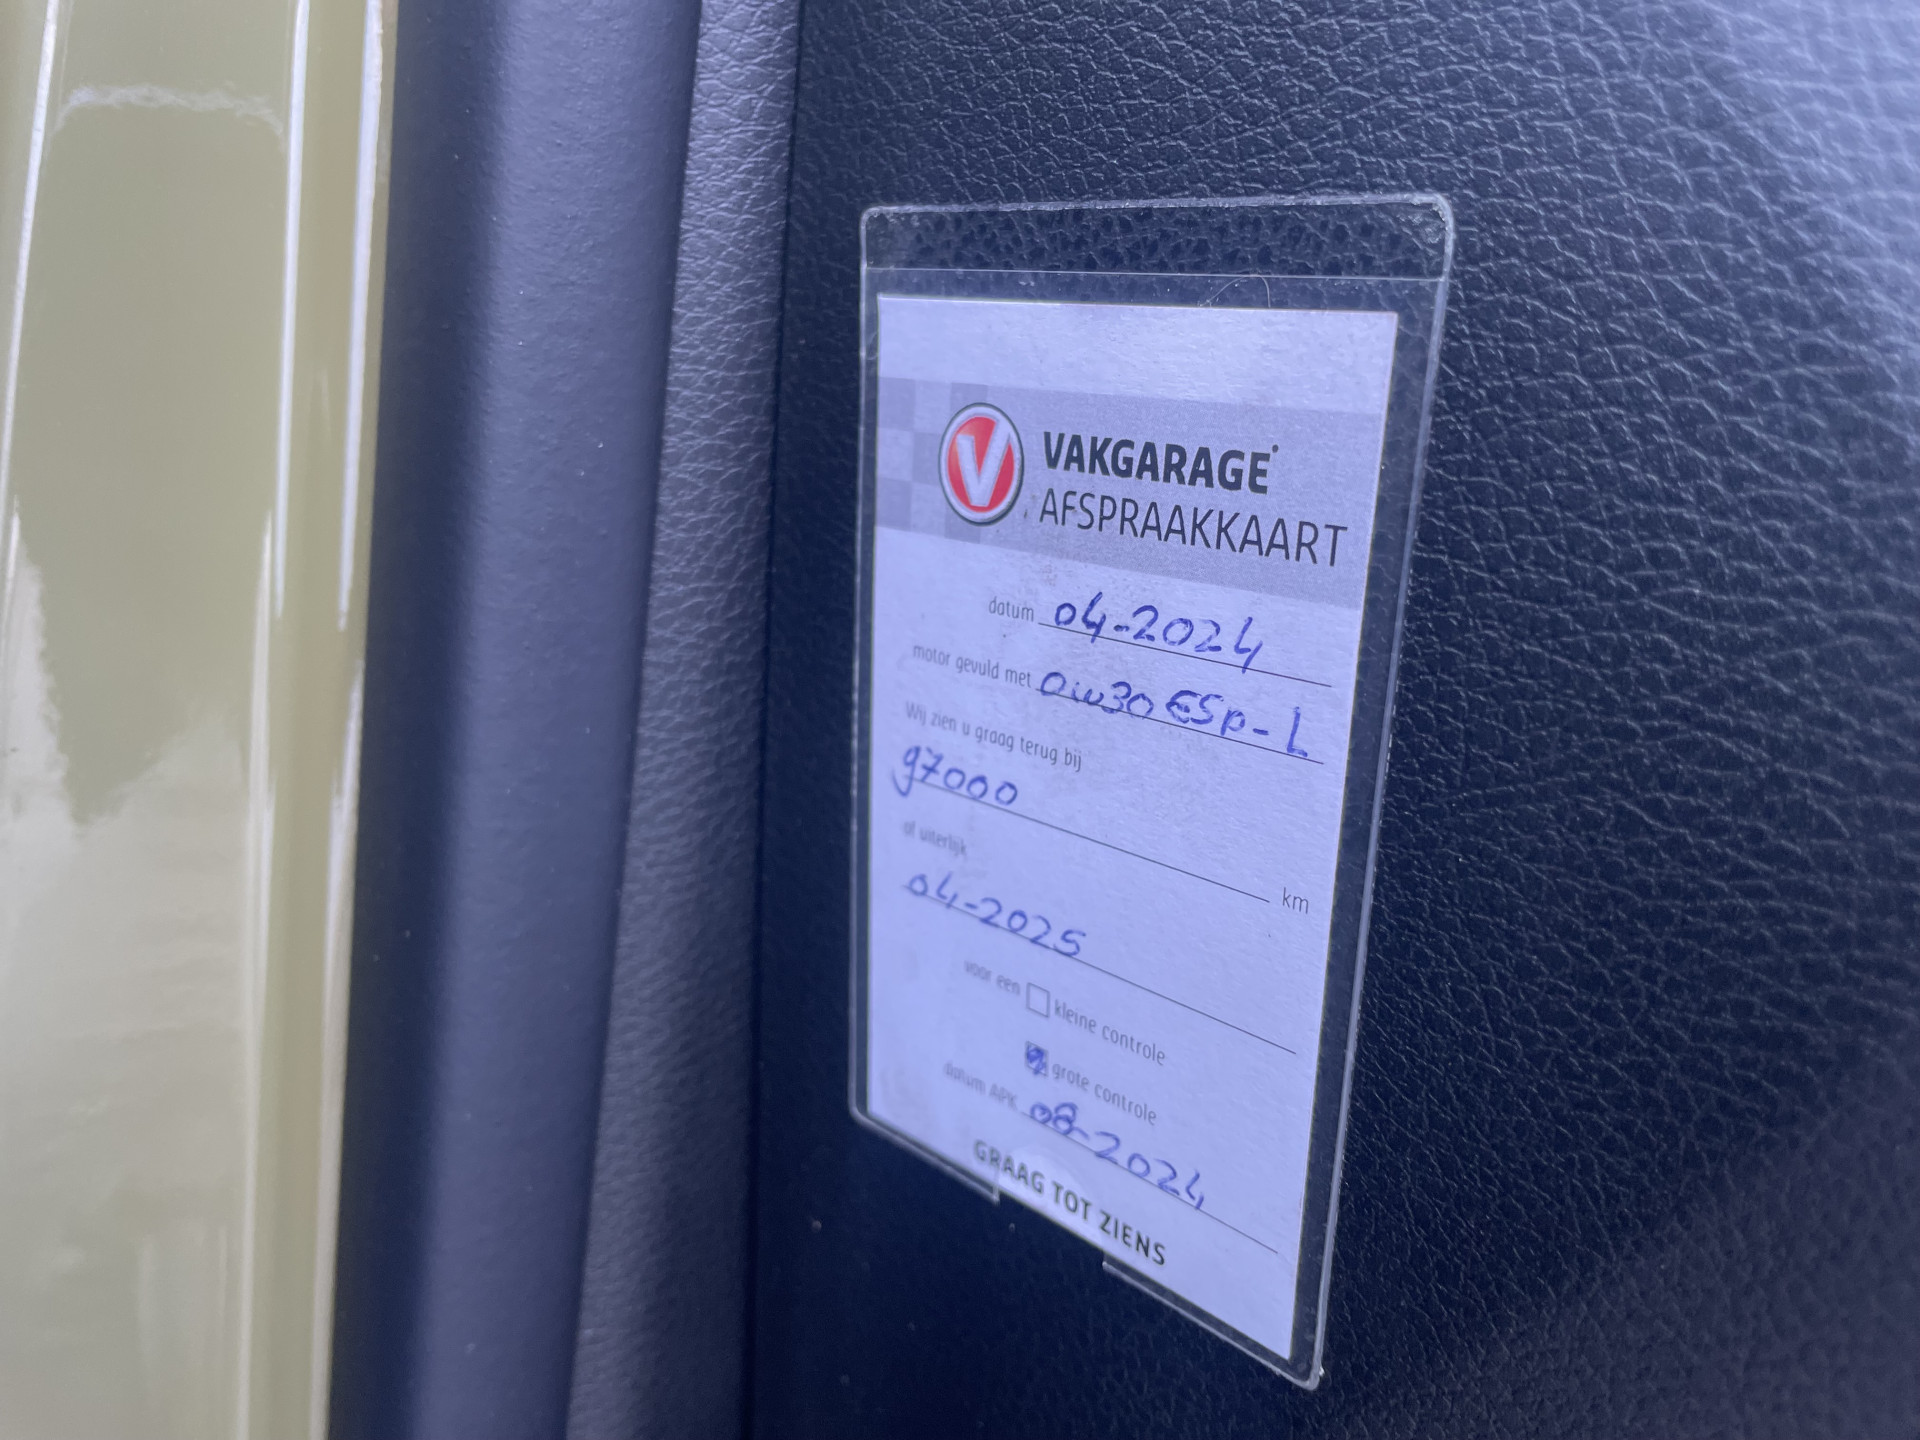 V VAKGARAGE
AFSPRAAKKAART
datum 04-2024
motor gevuld met 0w30 ESP-L
Wij zien u graag terug bij
97000 km
of uiterlijk
04-2025
voor een kleine controle
grote controle
datum APK 08-2024
GRAAG TOT ZIENS